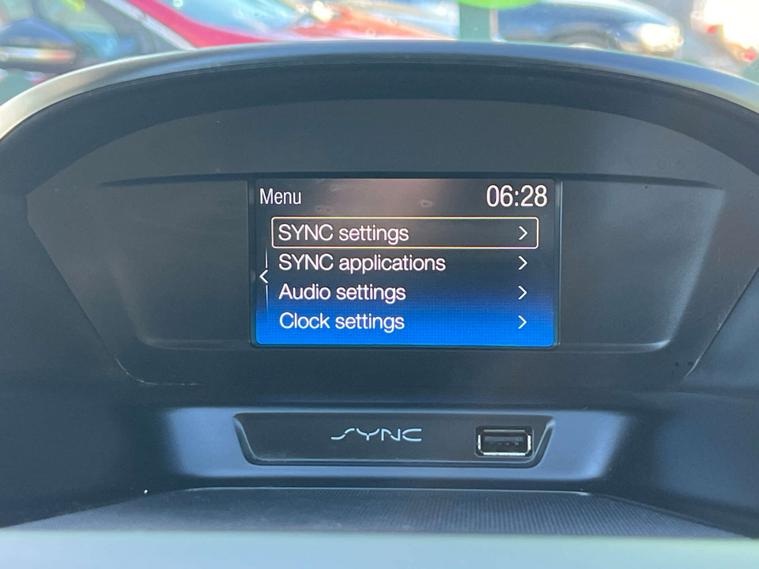 Menu 06:28
SYNC settings
SYNC applications
Audio settings
Clock settings
SYNC